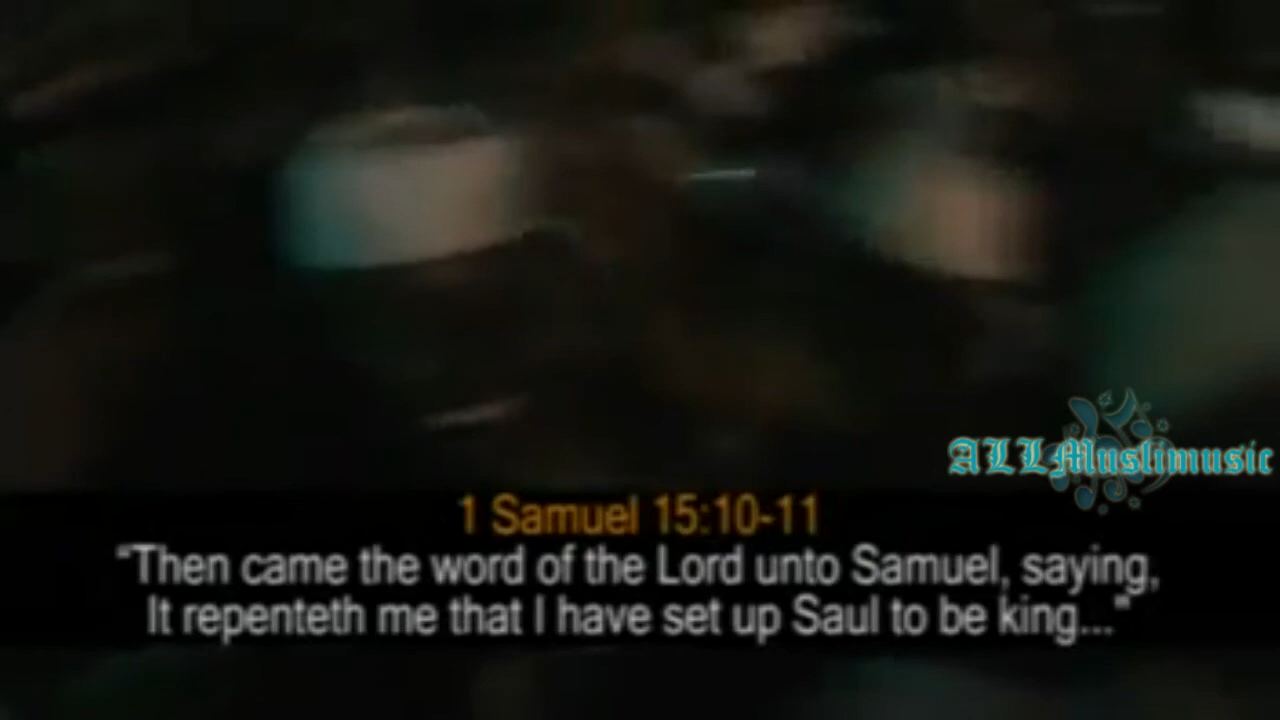 ALLMuslimusic
1 Samuel 15:10-11
“Then came the word of the Lord unto Samuel, saying,
It repenteth me that I have set up Saul to be king...”